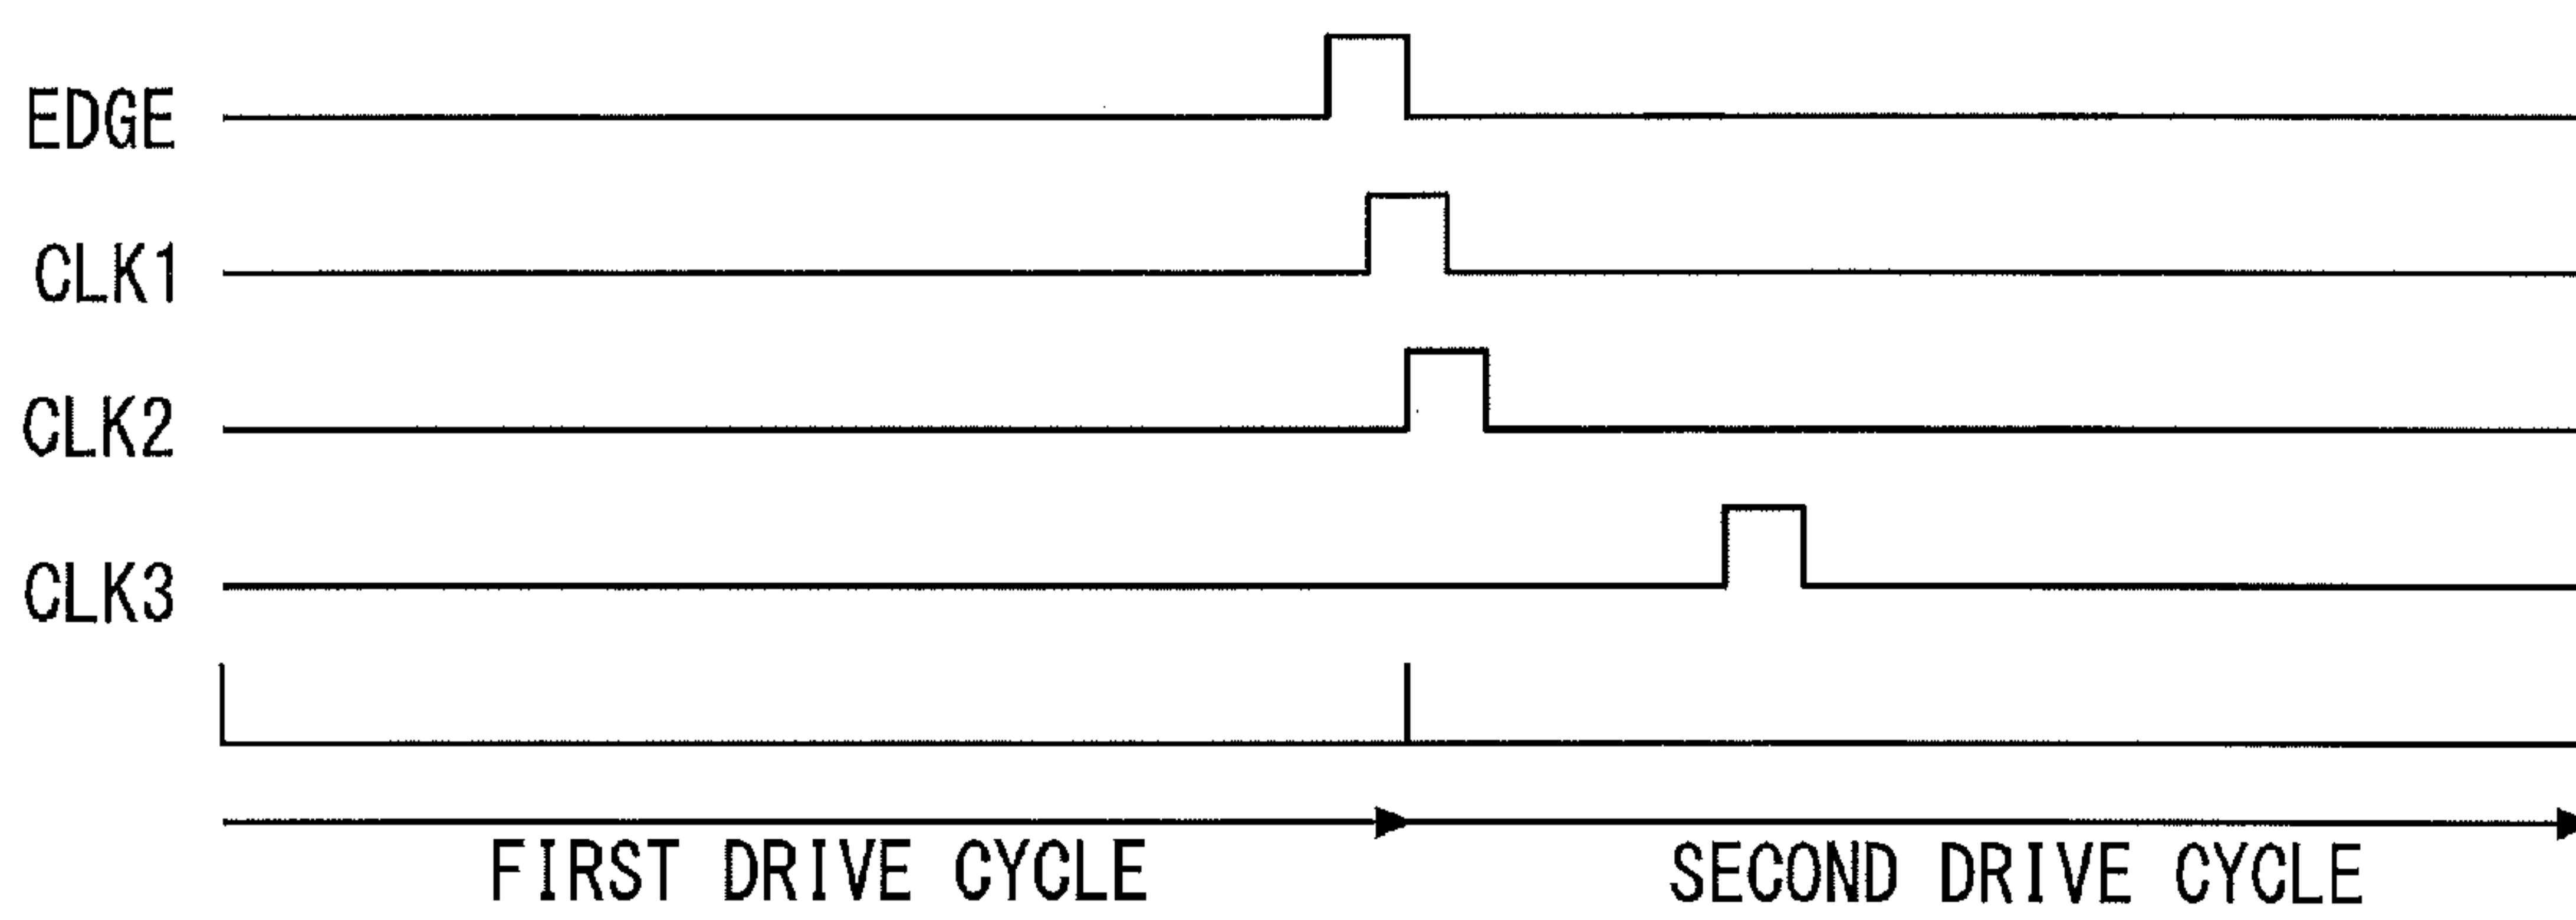 EDGE
CLK1
CLK2
CLK3
FIRST DRIVE CYCLE
SECOND DRIVE CYCLE